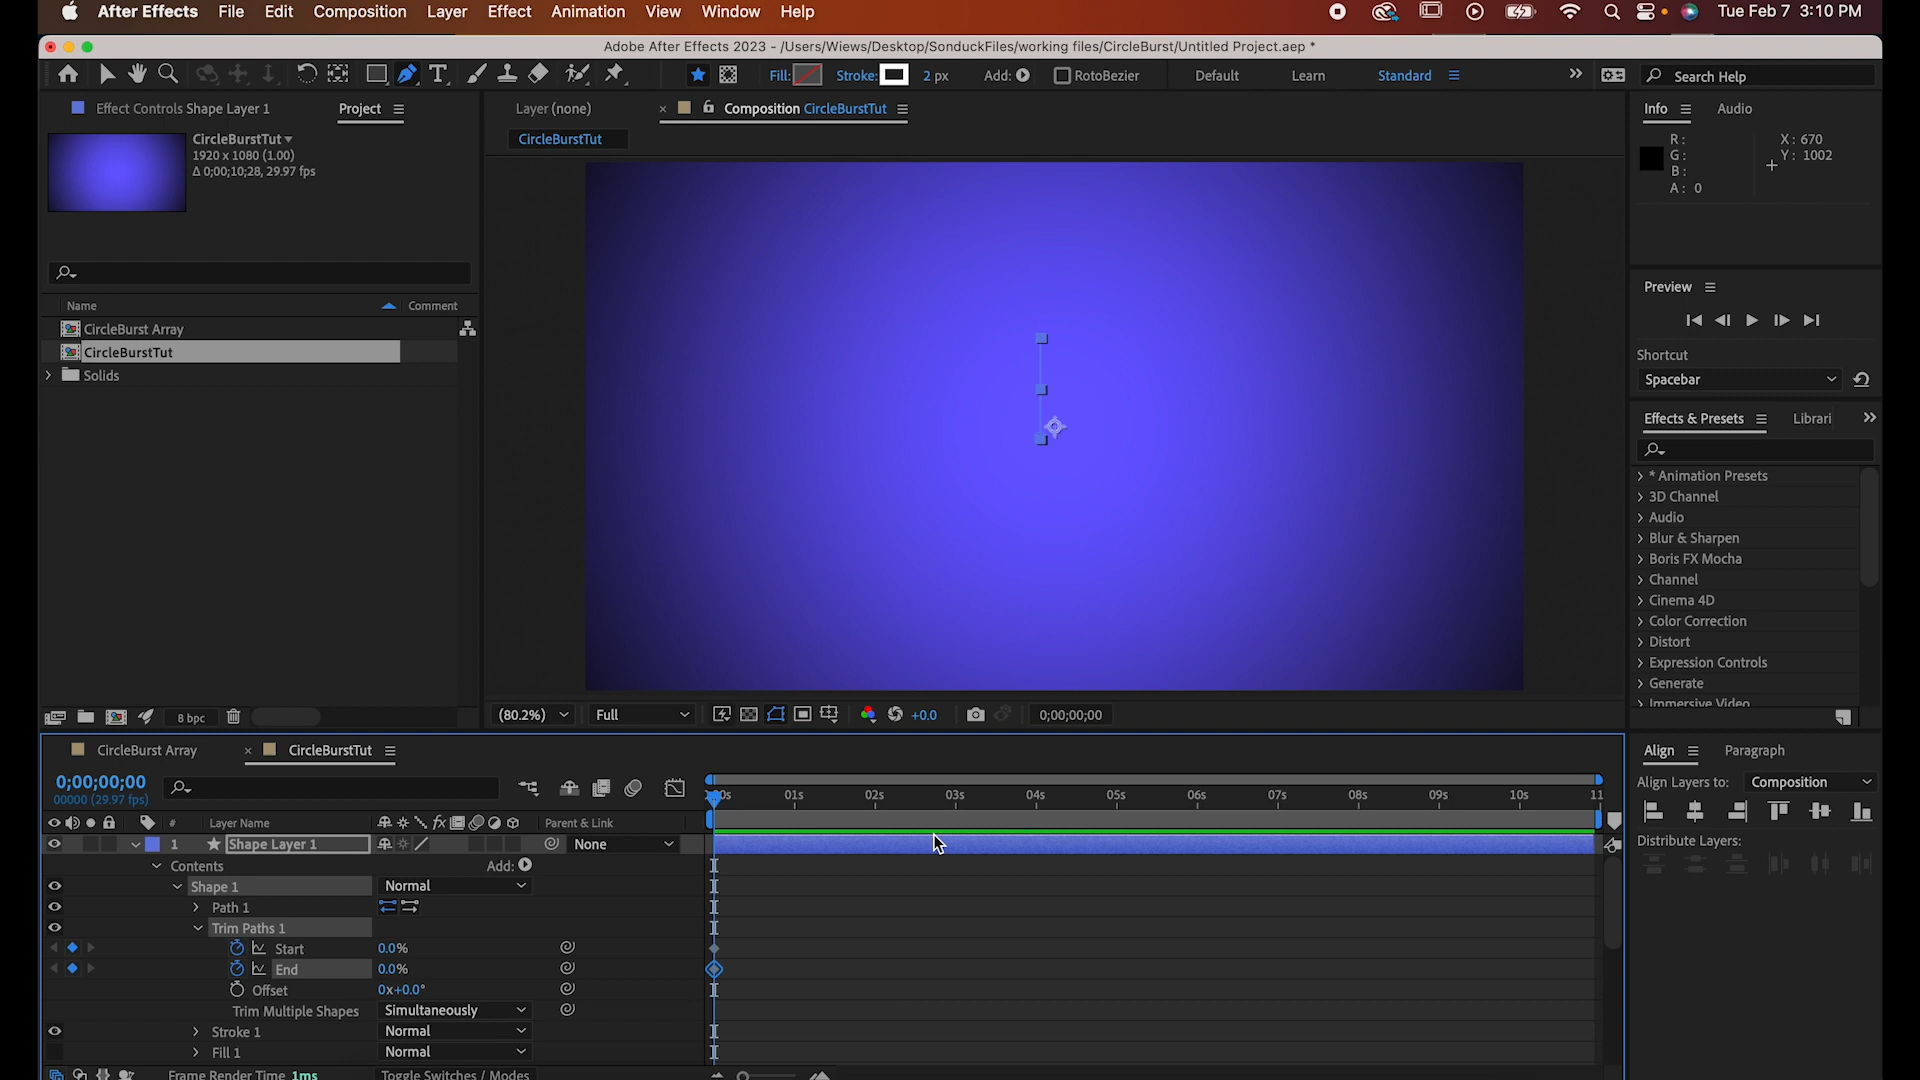 After Effects File Edit Composition Layer Effect Animation View Window Help Tue Feb 7 3:10 PM
Adobe After Effects 2023 - /Users/Wiews/Desktop/SonduckFiles/working files/CircleBurst/Untitled Project.aep *
Fill: Stroke: 2 px Add: RotoBezier Default Learn Standard Search Help
Effect Controls Shape Layer 1 Project
Layer (none) Composition CircleBurstTut
Info Audio
CircleBurstTut
1920 x 1080 (1.00)
Δ 0;00;10;28, 29.97 fps
CircleBurstTut
R:
G:
B:
A: 0
X: 670
Y: 1002
Name Comment
CircleBurst Array
CircleBurstTut
Solids
Preview
Shortcut
Spacebar
Effects & Presets Librari
* Animation Presets
3D Channel
Audio
Blur & Sharpen
Boris FX Mocha
Channel
Cinema 4D
Color Correction
Distort
Expression Controls
Generate
Immersive Video
8 bpc
(80.2%) Full +0.0 0;00;00;00
CircleBurst Array CircleBurstTut
Align Paragraph
Align Layers to: Composition
Distribute Layers:
0;00;00;00
00000 (29.97 fps)
01s 02s 03s 04s 05s 06s 07s 08s 09s 10s 11
# Layer Name Parent & Link
1 Shape Layer 1 None
Contents Add:
Shape 1 Normal
Path 1
Trim Paths 1
Start 0.0%
End 0.0%
Offset 0x+0.0°
Trim Multiple Shapes Simultaneously
Stroke 1 Normal
Fill 1 Normal
Frame Render Time 1ms Toggle Switches / Modes